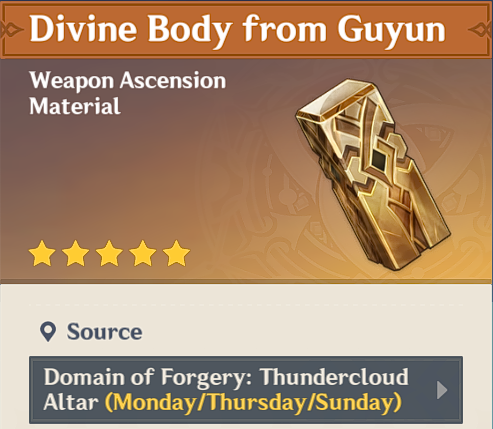 Divine Body from Guyun
Weapon Ascension
Material
Source
Domain of Forgery: Thundercloud
Altar (Monday/Thursday/Sunday)